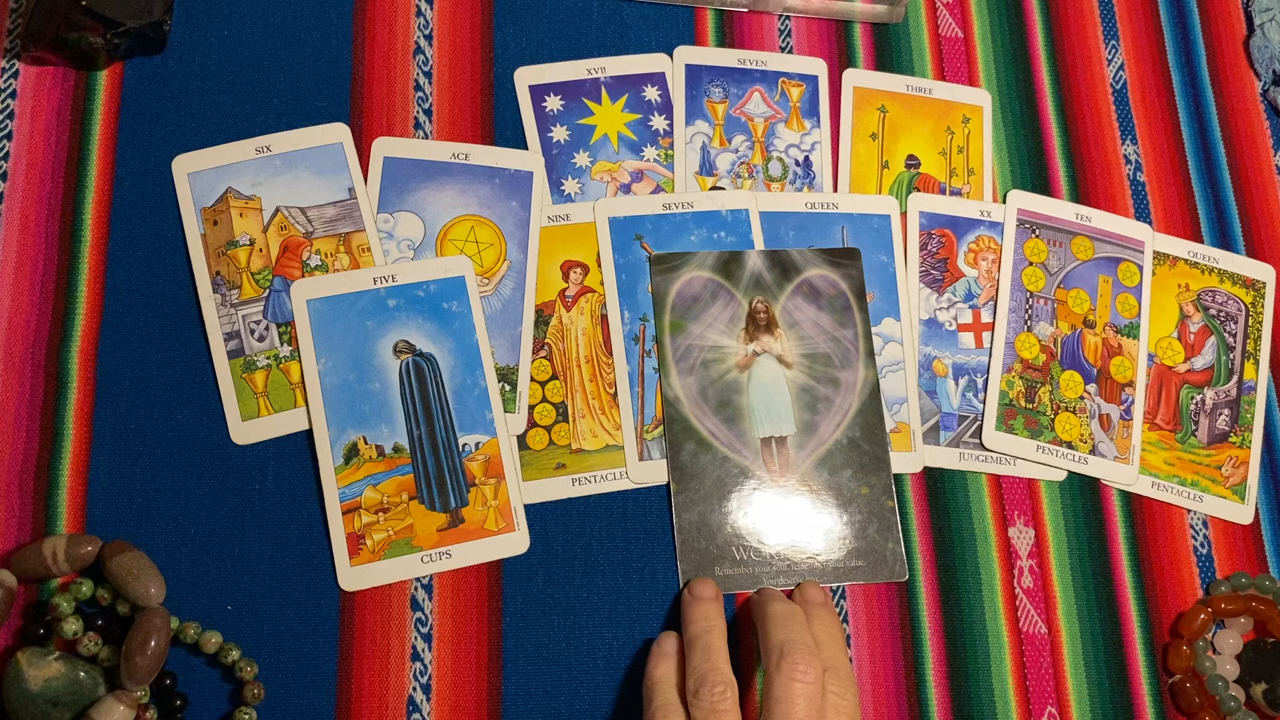 XVII
SEVEN
THREE
SIX
ACE
NINE
SEVEN
QUEEN
XX
TEN
QUEEN
FIVE
PENTACLES
JUDGEMENT
PENTACLES
PENTACLES
CUPS
Remember your soul, remember your value.
You deserve love.